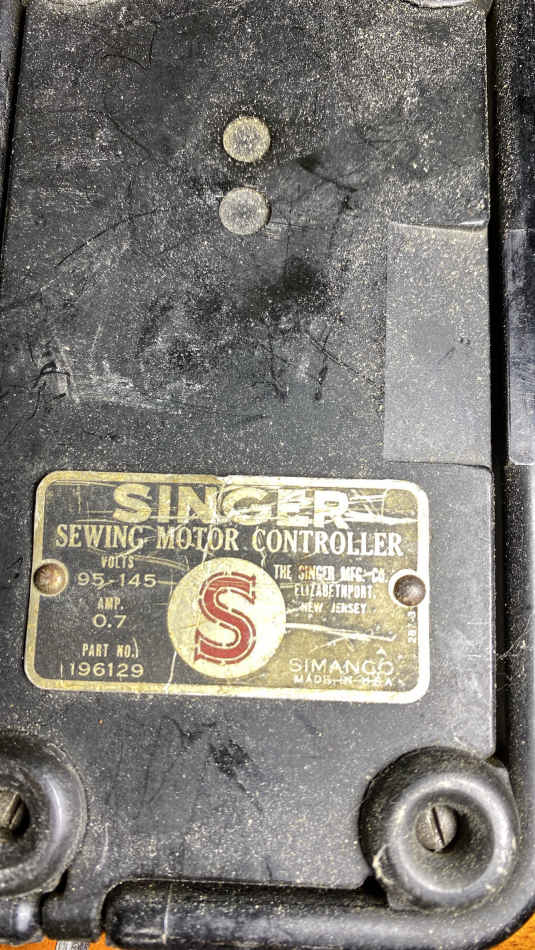 SINGER
SEWING MOTOR CONTROLLER
VOLTS
95-145
AMP.
0.7
PART NO.
196129
S
THE SINGER MFG. CO.
ELIZABETHPORT,
NEW JERSEY
SIMANCO
MADE IN U.S.A.